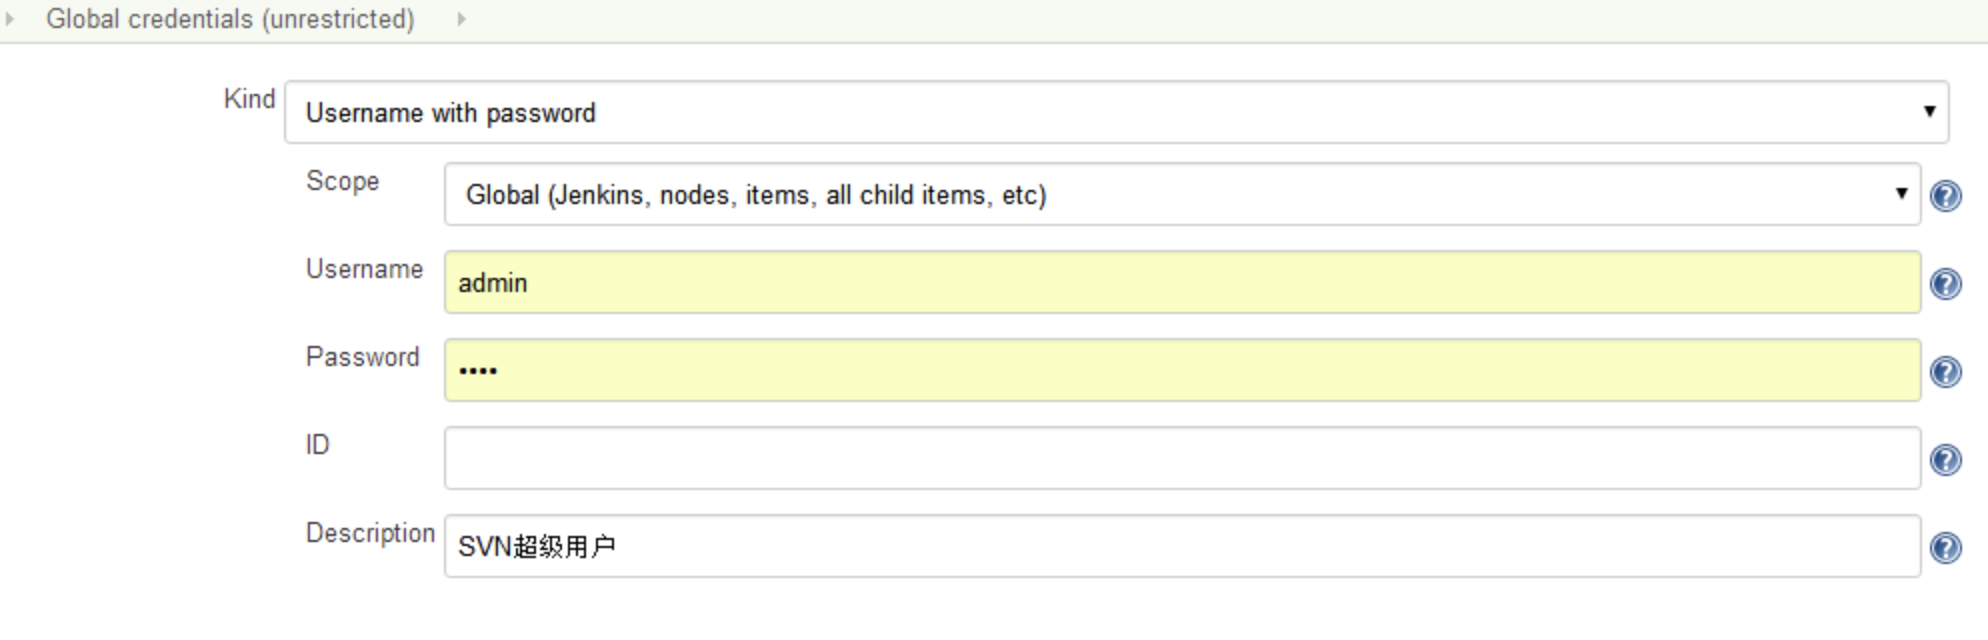 Global credentials (unrestricted)
Kind
Username with password
Scope
Global (Jenkins, nodes, items, all child items, etc)
Username
admin
Password
••••
ID
Description
SVN超级用户